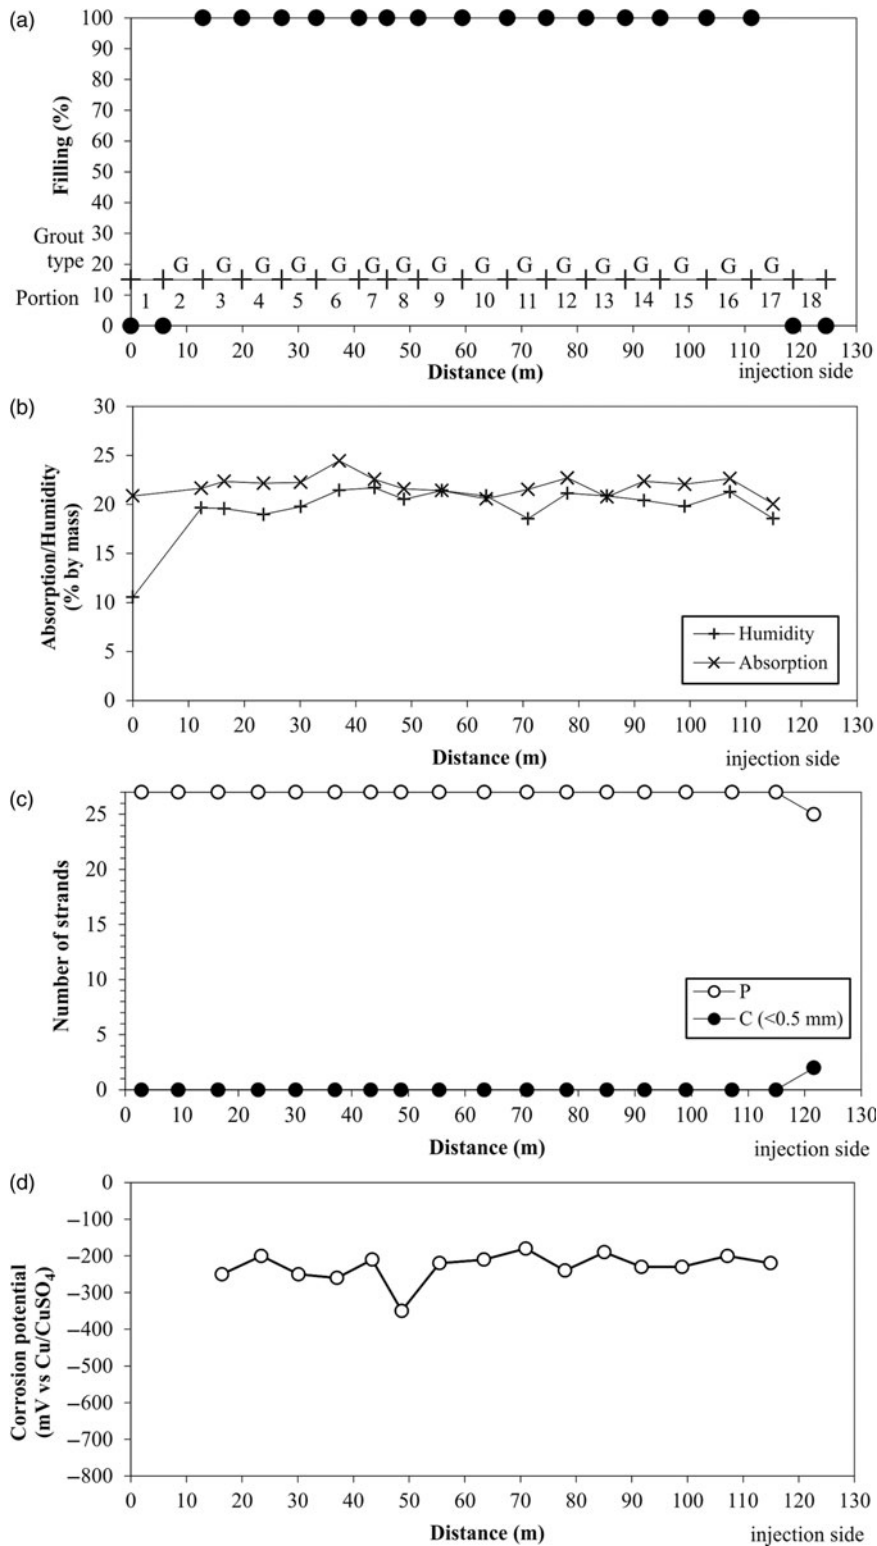 (a)
100
90
80
70
60
50
40
30
20
10
0
Filling (%)
Grout
type
G G G G G G G G G G G G G G G G
Portion
1 2 3 4 5 6 7 8 9 10 11 12 13 14 15 16 17 18
0 10 20 30 40 50 60 70 80 90 100 110 120 130
Distance (m)
injection side
(b)
30
25
20
15
10
5
0
Absorption/Humidity
(% by mass)
Humidity
Absorption
0 10 20 30 40 50 60 70 80 90 100 110 120 130
Distance (m)
injection side
(c)
25
20
15
10
5
0
Number of strands
P
C (<0.5 mm)
0 10 20 30 40 50 60 70 80 90 100 110 120 130
Distance (m)
injection side
(d)
0
−100
−200
−300
−400
−500
−600
−700
−800
Corrosion potential
(mV vs Cu/CuSO₄)
0 10 20 30 40 50 60 70 80 90 100 110 120 130
Distance (m)
injection side